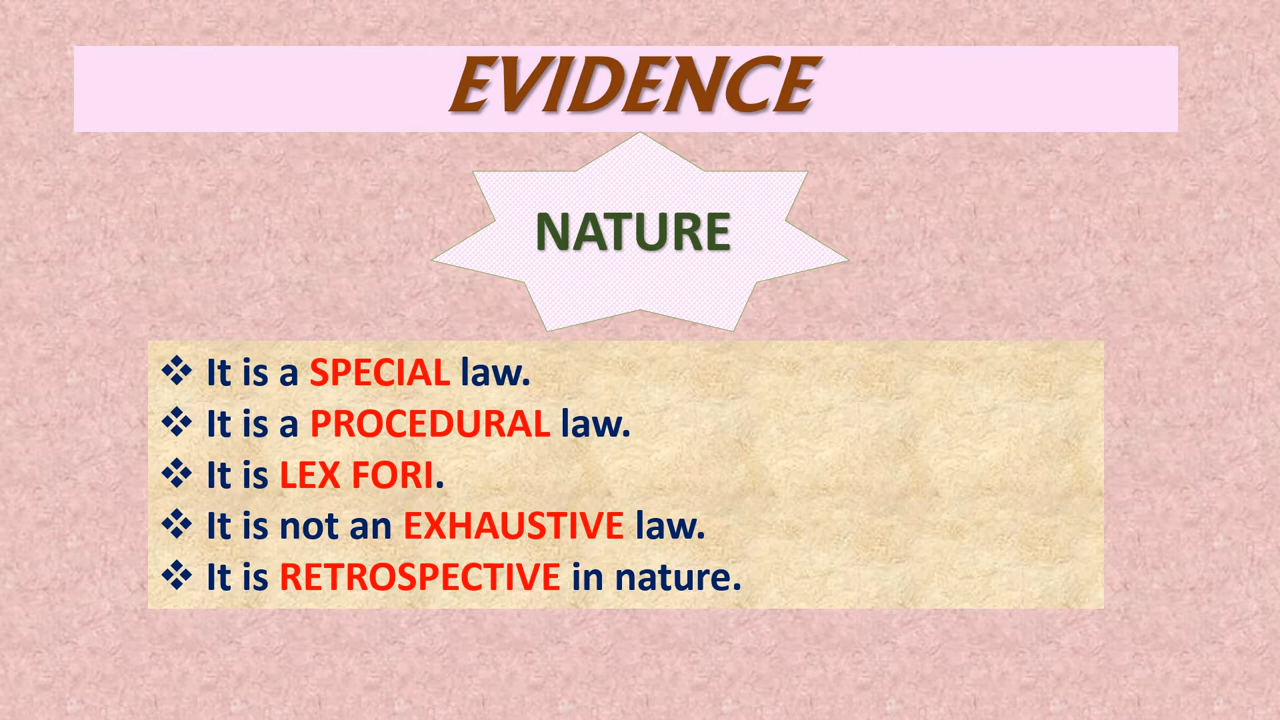 EVIDENCE
NATURE
❖ It is a SPECIAL law.
❖ It is a PROCEDURAL law.
❖ It is LEX FORI.
❖ It is not an EXHAUSTIVE law.
❖ It is RETROSPECTIVE in nature.